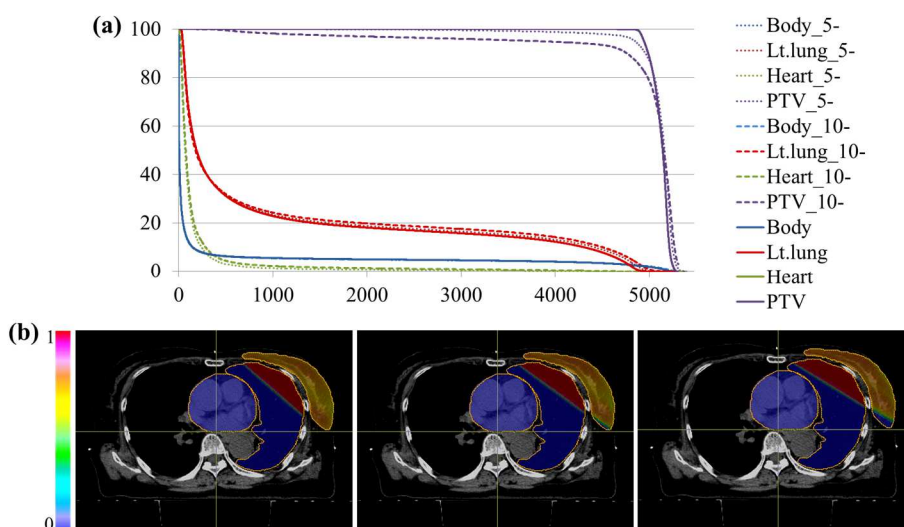 (a)
100
80
60
40
20
0
0 1000 2000 3000 4000 5000
Body_5-
Lt.lung_5-
Heart_5-
PTV_5-
Body_10-
Lt.lung_10-
Heart_10-
PTV_10-
Body
Lt.lung
Heart
PTV
(b)
1
0